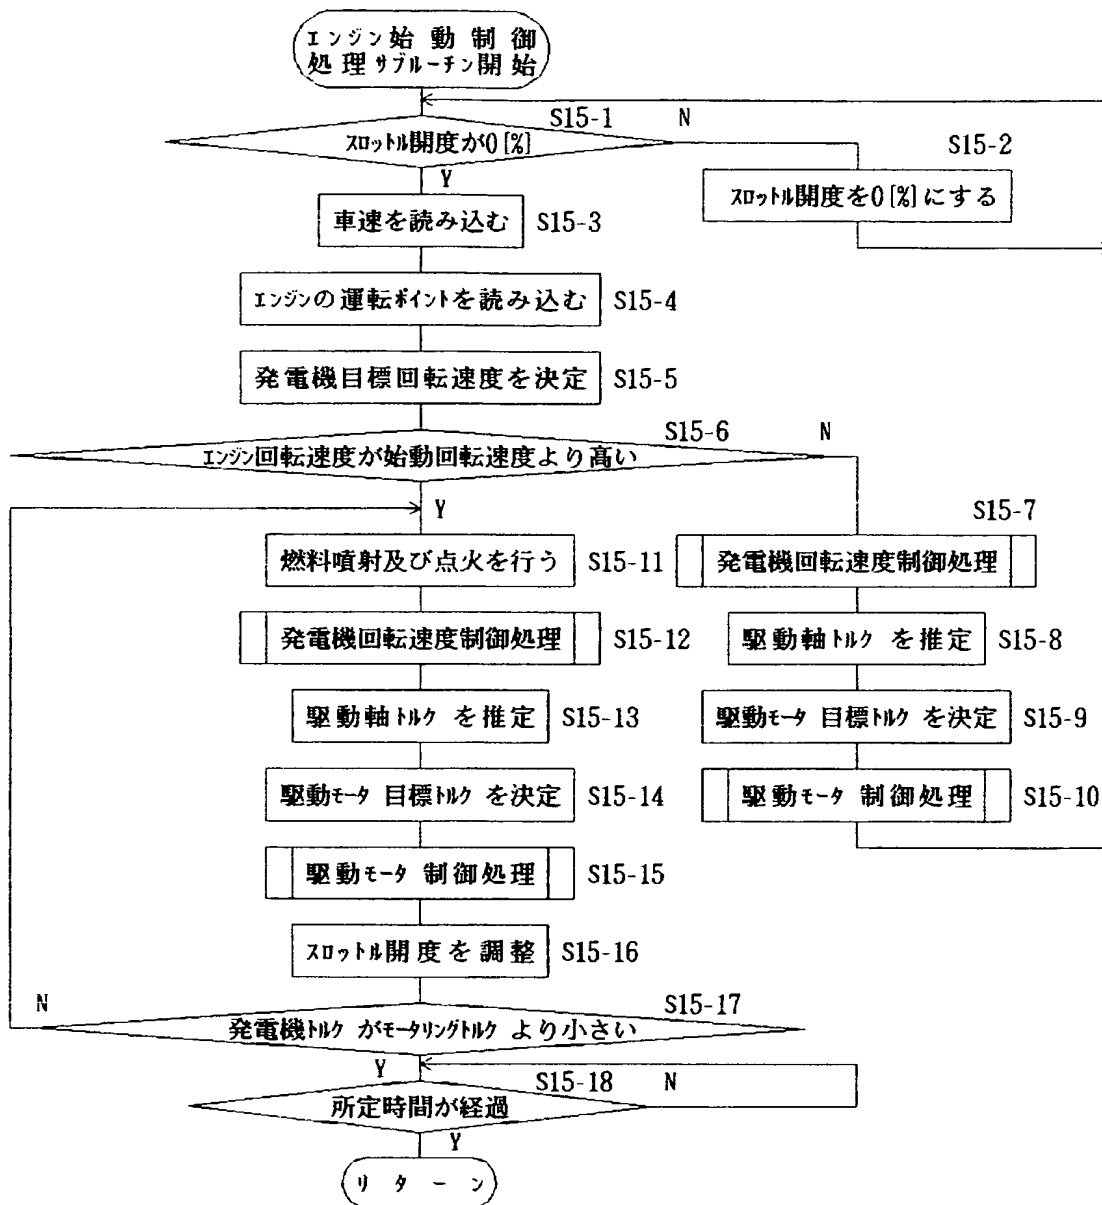 エンジン始動制御
処理サブルーチン開始
S15-1
N
スロットル開度が0[%]
S15-2
Y
スロットル開度を0[%]にする
車速を読み込む
S15-3
エンジンの運転ポイントを読み込む
S15-4
発電機目標回転速度を決定
S15-5
S15-6
N
エンジン回転速度が始動回転速度より高い
Y
S15-7
燃料噴射及び点火を行う
S15-11
発電機回転速度制御処理
発電機回転速度制御処理
S15-12
駆動軸トルクを推定
S15-8
駆動軸トルクを推定
S15-13
駆動モータ目標トルクを決定
S15-9
駆動モータ目標トルクを決定
S15-14
駆動モータ制御処理
S15-10
駆動モータ制御処理
S15-15
スロットル開度を調整
S15-16
N
S15-17
発電機トルクがモータリングトルクより小さい
Y
S15-18
N
所定時間が経過
Y
リターン